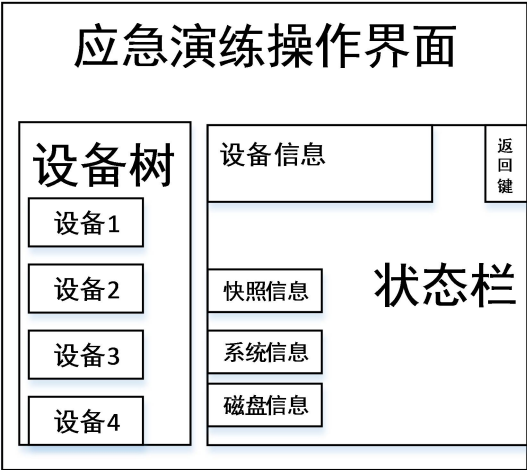 应急演练操作界面
设备树
设备1
设备2
设备3
设备4
设备信息
返
回
键
状态栏
快照信息
系统信息
磁盘信息